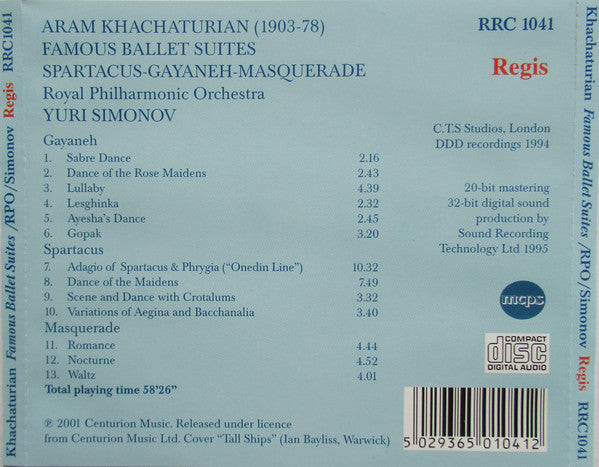 Khachaturian Famous Ballet Suites /RPO/Simonov Regis RRC1041
ARAM KHACHATURIAN (1903-78)
FAMOUS BALLET SUITES
SPARTACUS-GAYANEH-MASQUERADE
Royal Philharmonic Orchestra
YURI SIMONOV
RRC 1041
Regis
C.T.S Studios, London
DDD recordings 1994
20-bit mastering
32-bit digital sound
production by
Sound Recording
Technology Ltd 1995
Gayaneh
1. Sabre Dance 2.16
2. Dance of the Rose Maidens 2.43
3. Lullaby 4.39
4. Lesghinka 2.32
5. Ayesha's Dance 2.45
6. Gopak 3.20
Spartacus
7. Adagio of Spartacus & Phrygia ("Onedin Line") 10.32
8. Dance of the Maidens 7.49
9. Scene and Dance with Crotalums 3.32
10. Variations of Aegina and Bacchanalia 3.40
Masquerade
11. Romance 4.44
12. Nocturne 4.52
13. Waltz 4.01
Total playing time 58'26"
mcps
COMPACT
disc
DIGITAL AUDIO
℗ 2001 Centurion Music. Released under licence
from Centurion Music Ltd. Cover "Tall Ships" (Ian Bayliss, Warwick)
5 029365 010412
Khachaturian Famous Ballet Suites /RPO/Simonov Regis RRC1041